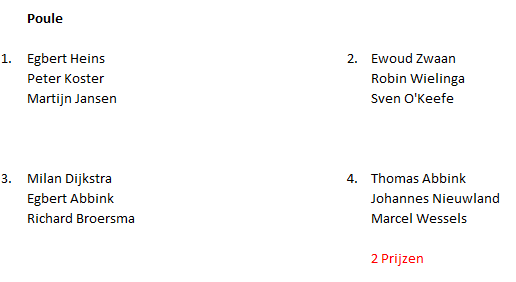 Poule
1. Egbert Heins
Peter Koster
Martijn Jansen
2. Ewoud Zwaan
Robin Wielinga
Sven O'Keefe
3. Milan Dijkstra
Egbert Abbink
Richard Broersma
4. Thomas Abbink
Johannes Nieuwland
Marcel Wessels
2 Prijzen